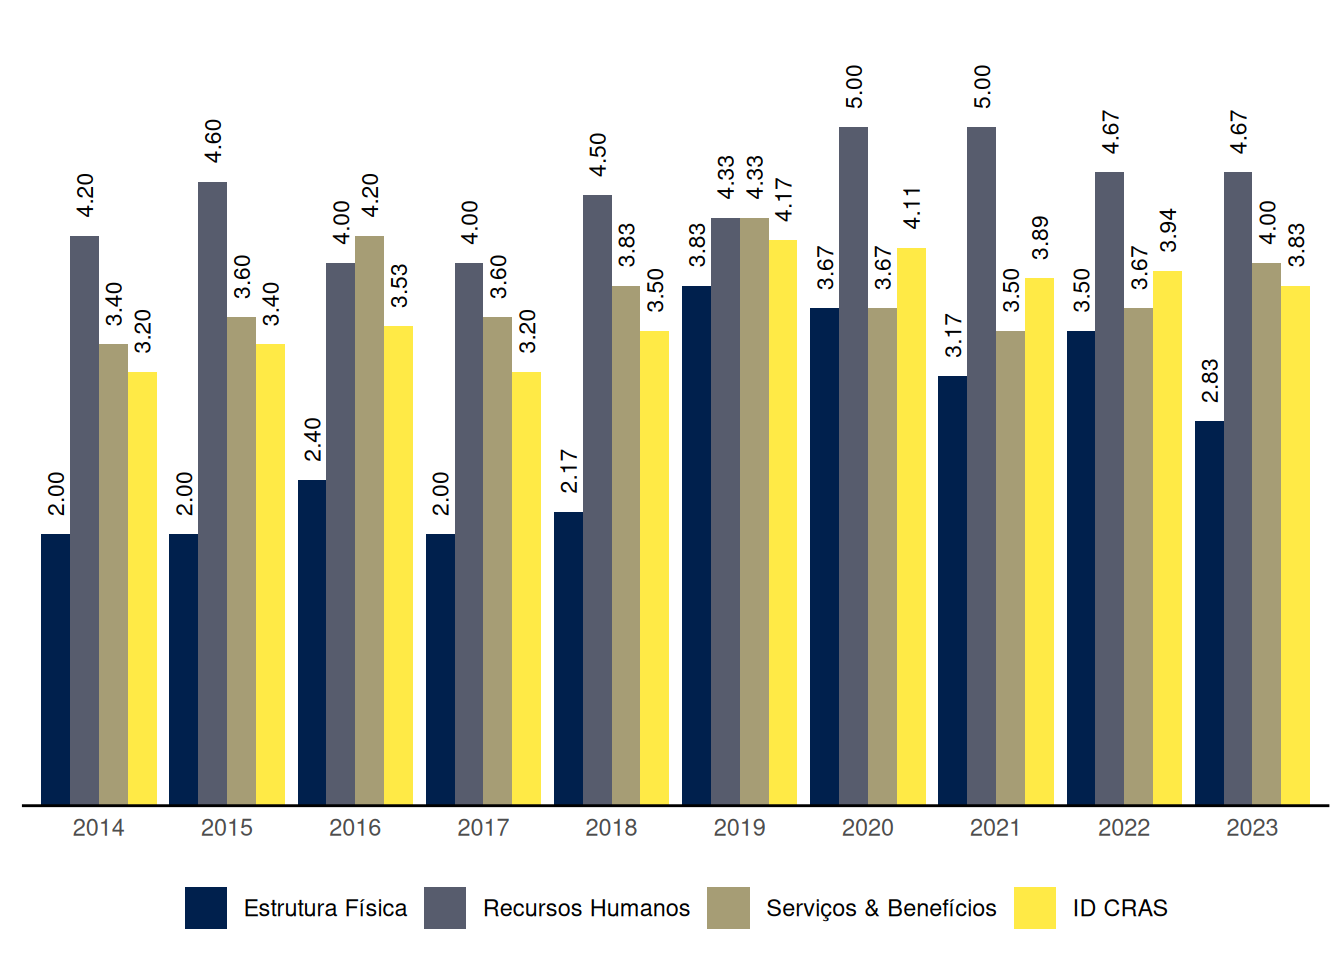 2.00 4.20 3.40 3.20
2.00 4.60 3.60 3.40
2.40 4.00 4.20 3.53
2.00 4.00 3.60 3.20
2.17 4.50 3.83 3.50
3.83 4.33 4.33 4.17
3.67 5.00 3.67 4.11
3.17 5.00 3.50 3.89
3.50 4.67 3.67 3.94
2.83 4.67 4.00 3.83
2014 2015 2016 2017 2018 2019 2020 2021 2022 2023
Estrutura Física Recursos Humanos Serviços & Benefícios ID CRAS